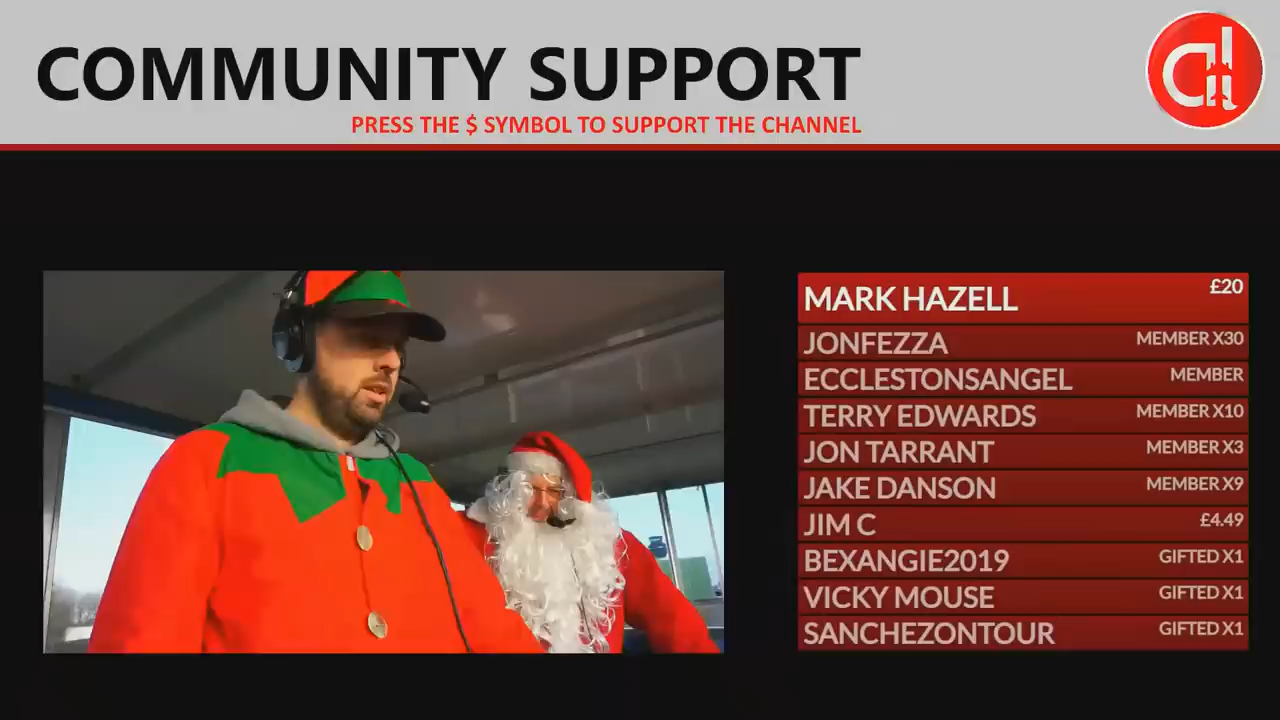 COMMUNITY SUPPORT
PRESS THE $ SYMBOL TO SUPPORT THE CHANNEL
MARK HAZELL £20
JONFEZZA MEMBER X30
ECCLESTONSANGEL MEMBER
TERRY EDWARDS MEMBER X10
JON TARRANT MEMBER X3
JAKE DANSON MEMBER X9
JIM C £4.49
BEXANGIE2019 GIFTED X1
VICKY MOUSE GIFTED X1
SANCHEZONTOUR GIFTED X1